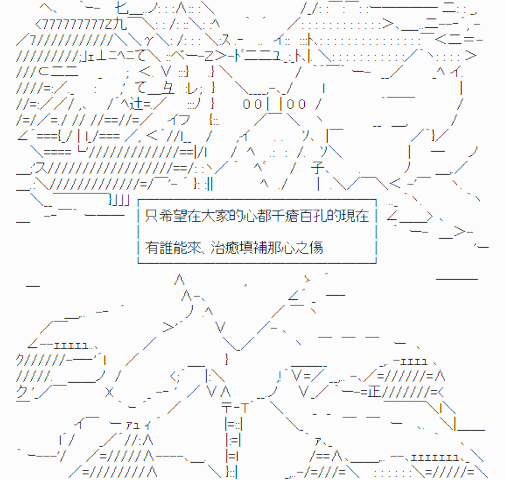 只希望在大家的心都千瘡百孔的現在
有誰能來、治癒填補那心之傷